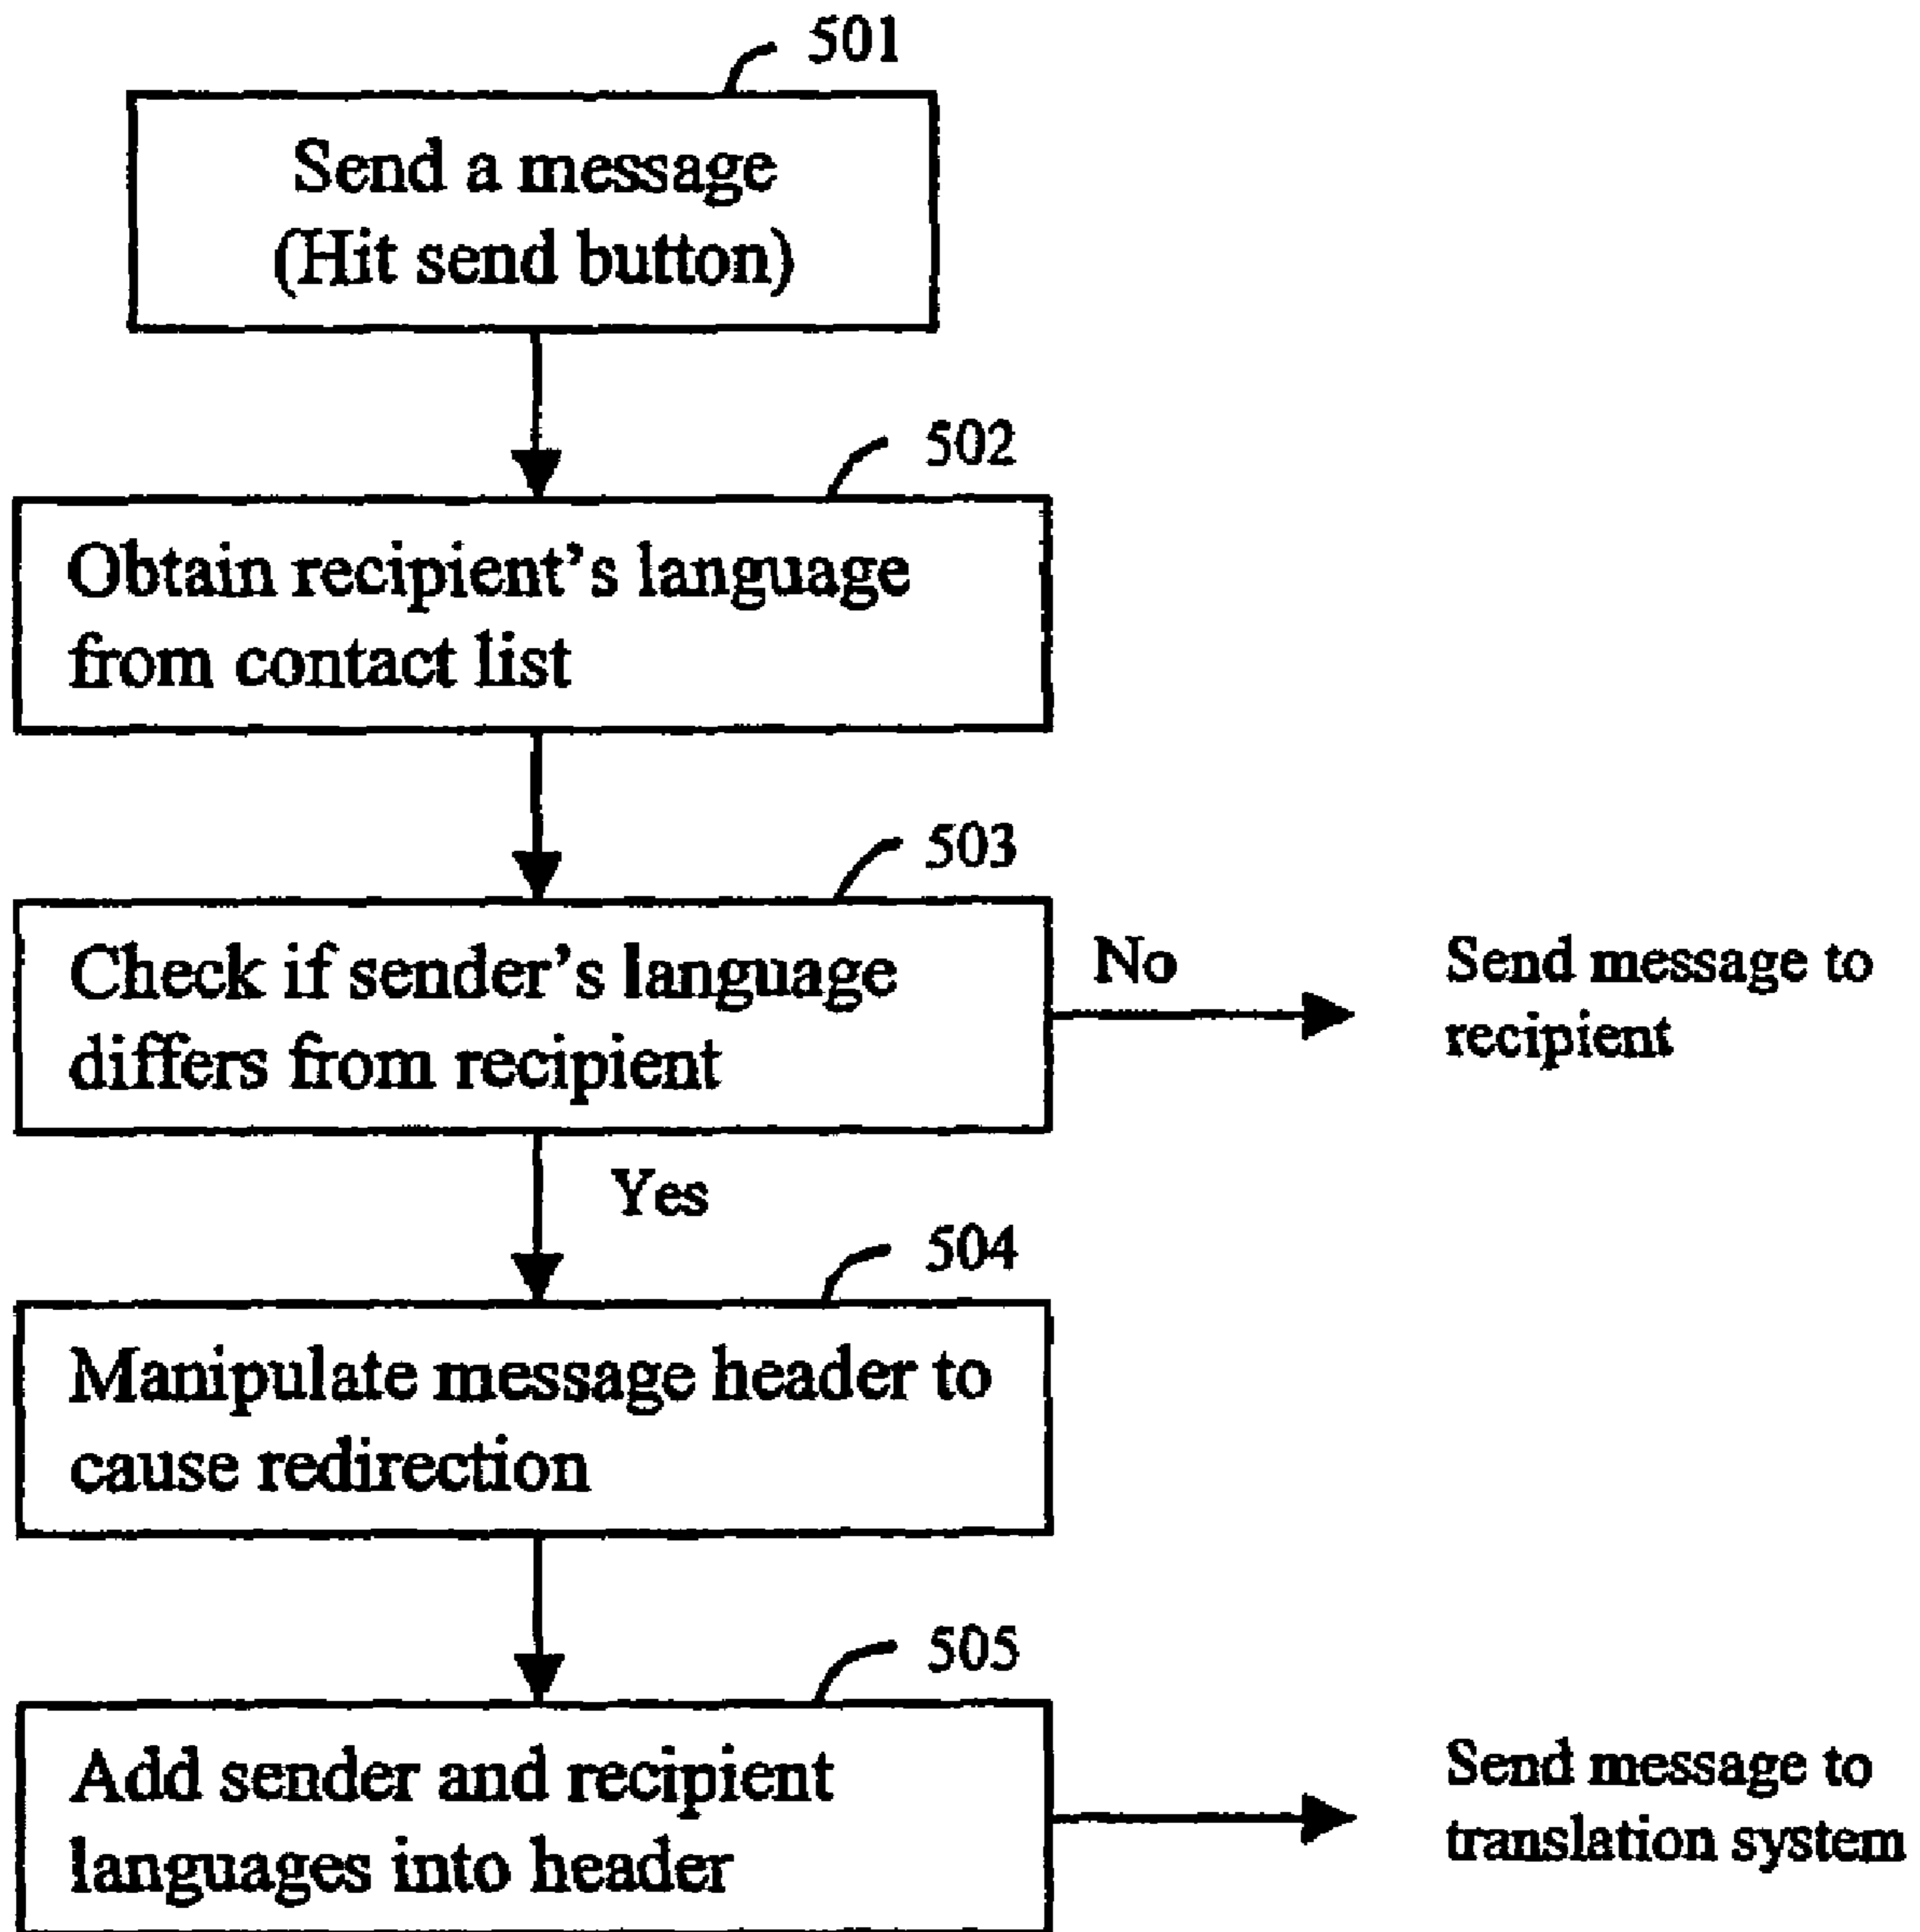 501
Send a message
(Hit send button)
502
Obtain recipient's language
from contact list
503
Check if sender's language
differs from recipient
No
Send message to
recipient
Yes
504
Manipulate message header to
cause redirection
505
Add sender and recipient
languages into header
Send message to
translation system